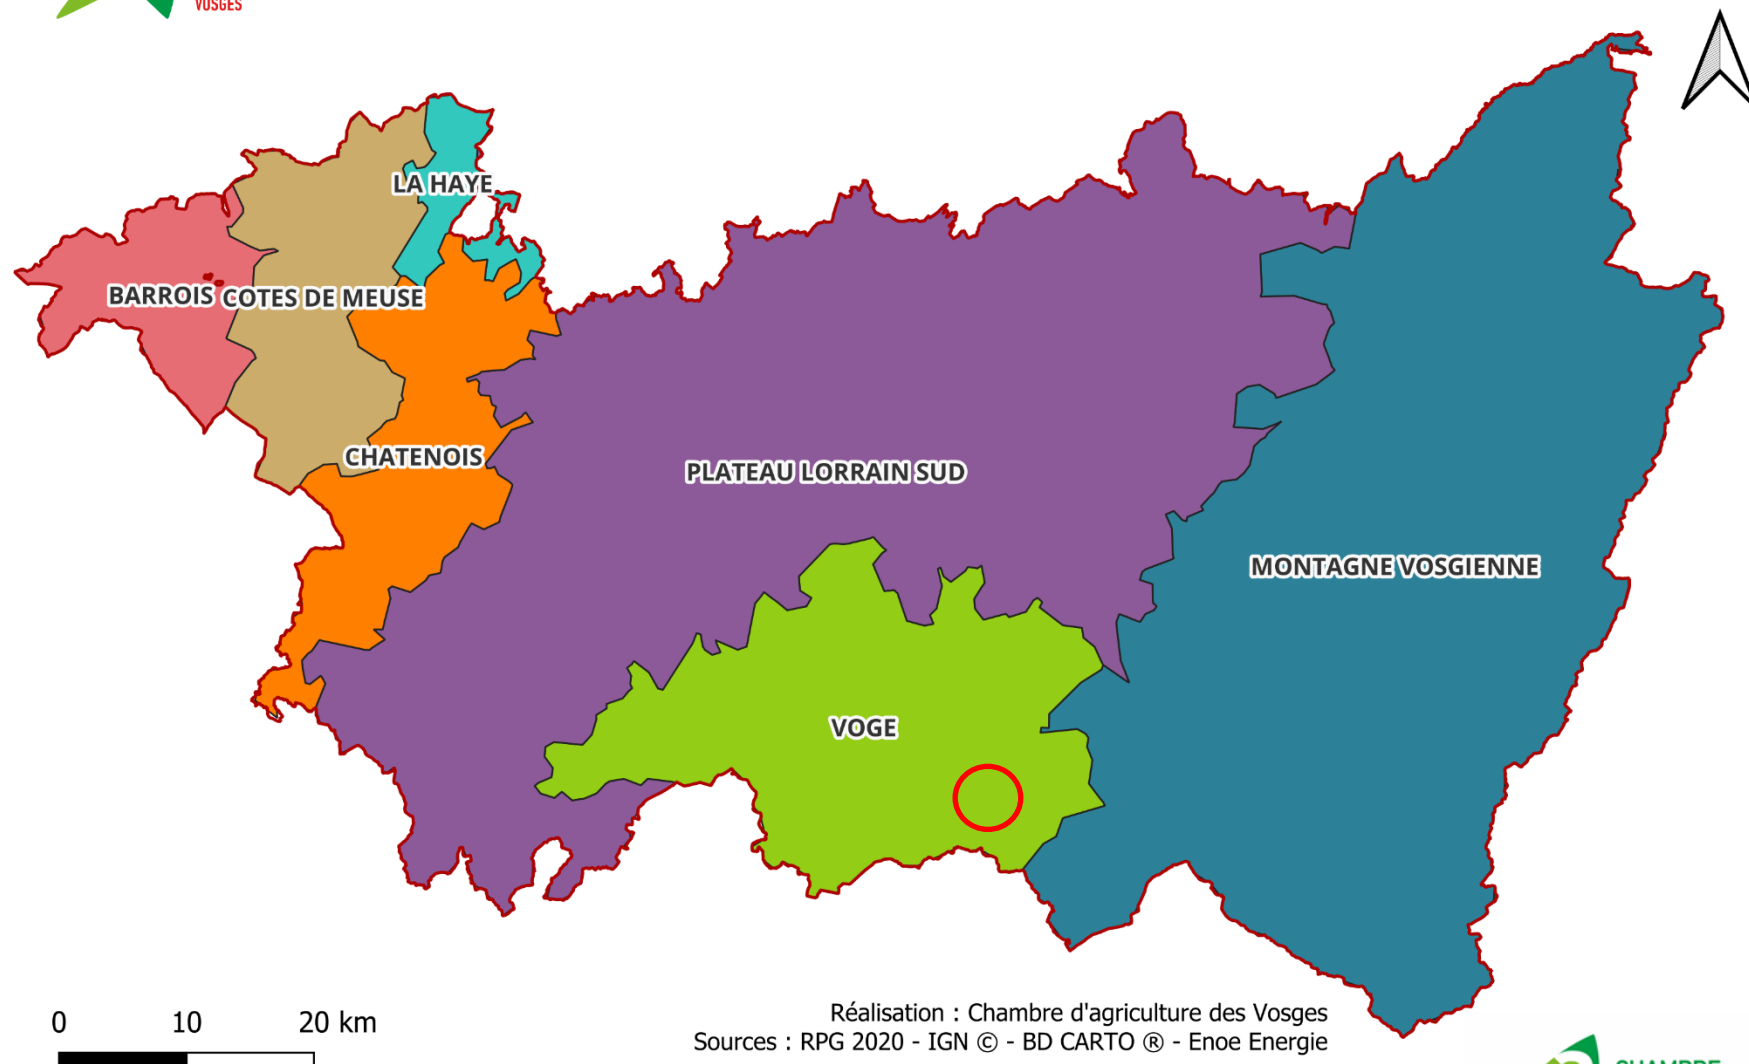 VOSGES
LA HAYE
BARROIS
COTES DE MEUSE
CHATENOIS
PLATEAU LORRAIN SUD
MONTAGNE VOSGIENNE
VOGE
0 10 20 km
Réalisation : Chambre d'agriculture des Vosges
Sources : RPG 2020 - IGN © - BD CARTO ® - Enoe Energie
CHAMBRE